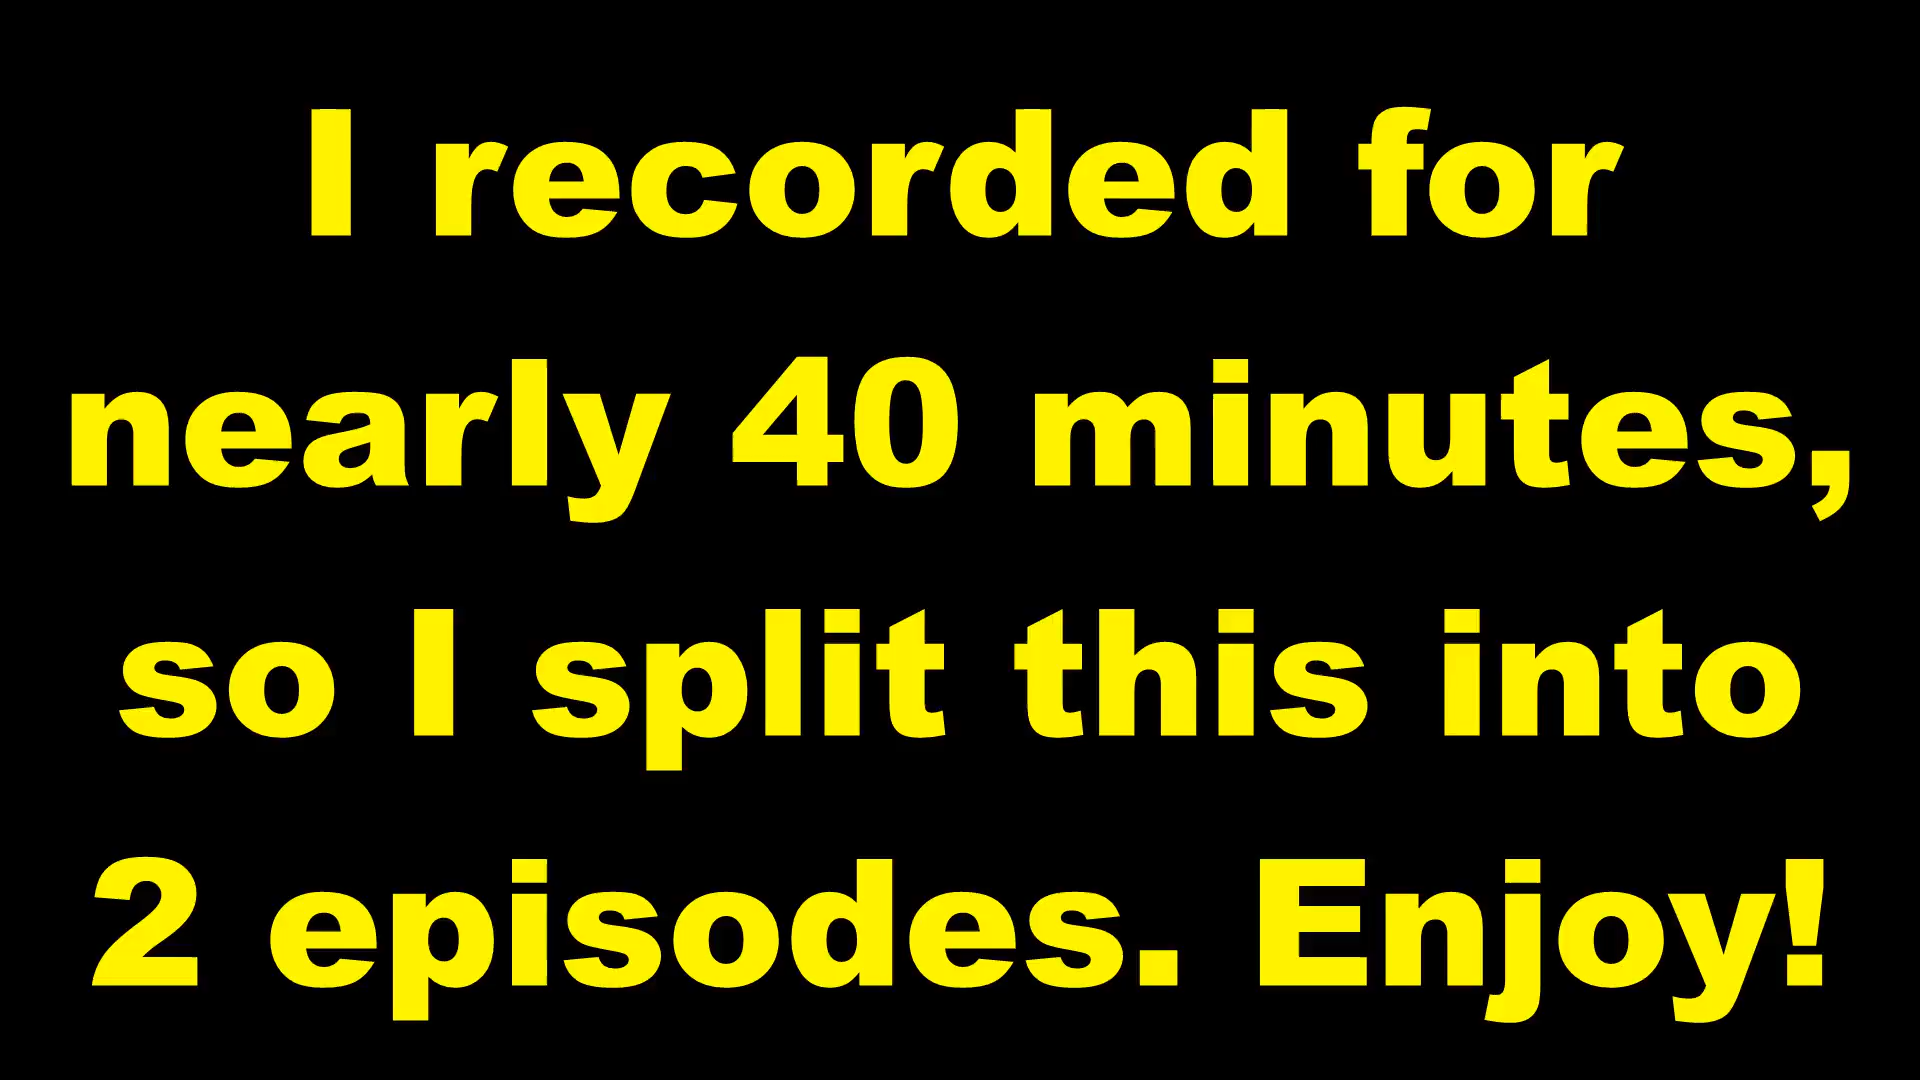 I recorded for
nearly 40 minutes,
so I split this into
2 episodes. Enjoy!